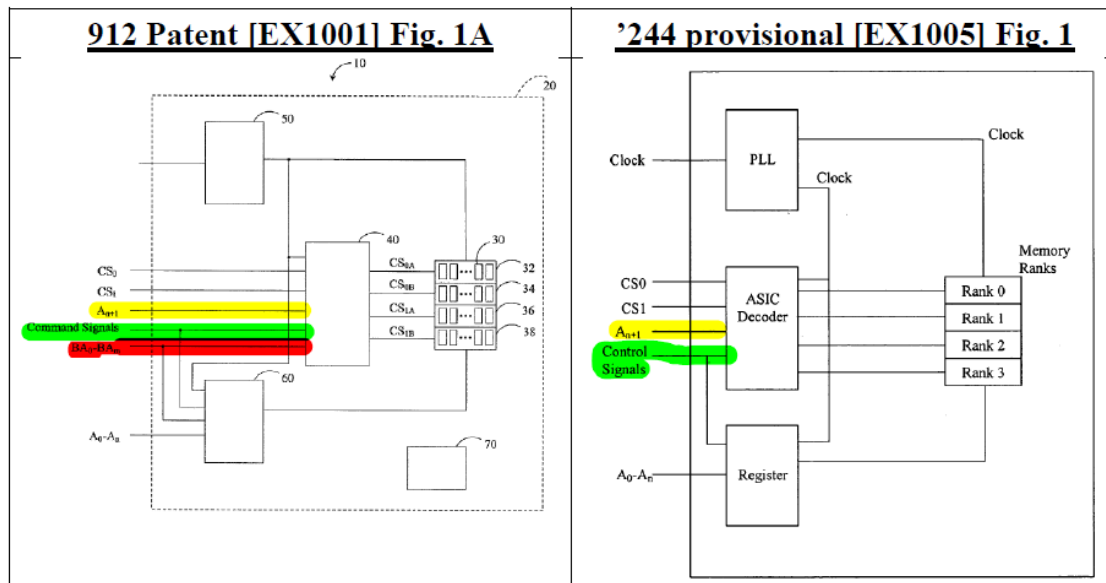 912 Patent [EX1001] Fig. 1A
10
20
50
40
30
CS₀
CS₁
Aₙ₊₁
Command Signals
BA₀-BAₘ
CS₀A
CS₀B
CS₁A
CS₁B
32
34
36
38
60
A₀-Aₙ
70
’244 provisional [EX1005] Fig. 1
Clock
PLL
Clock
Clock
CS0
CS1
Aₙ₊₁
Control
Signals
ASIC
Decoder
Memory
Ranks
Rank 0
Rank 1
Rank 2
Rank 3
A₀-Aₙ
Register